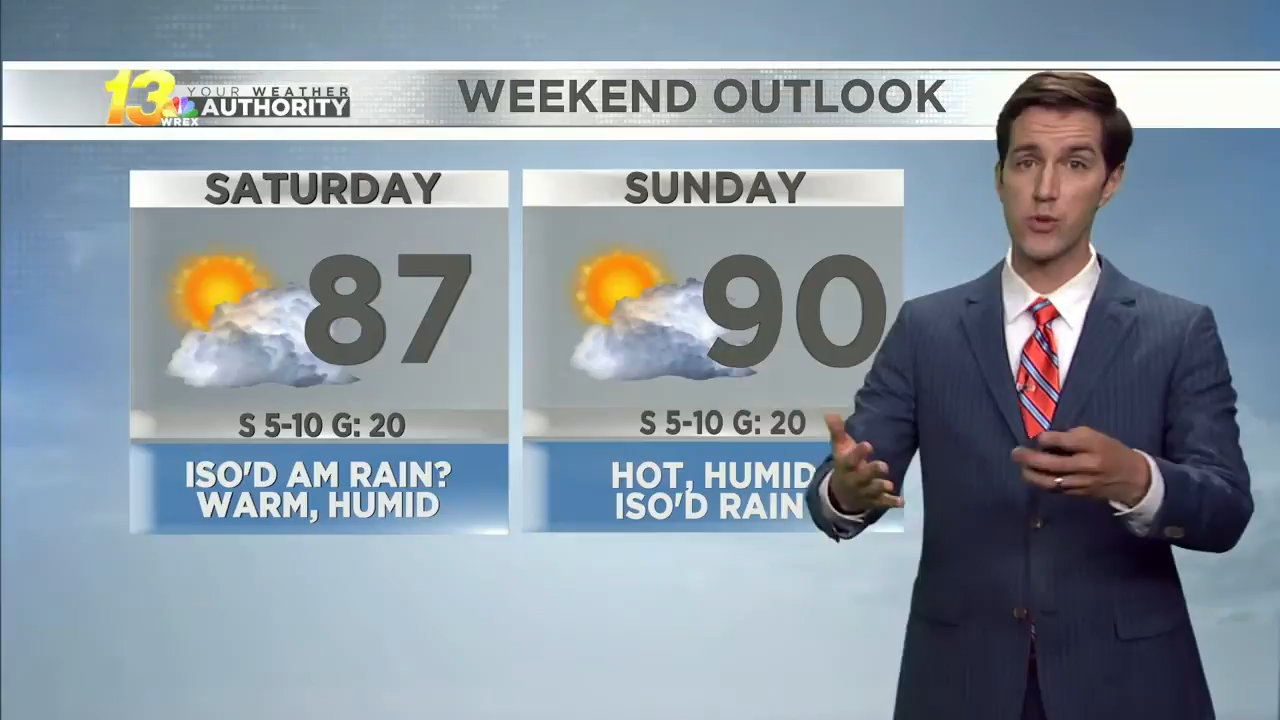 13
WREX
YOUR WEATHER
AUTHORITY
WEEKEND OUTLOOK
SATURDAY
87
S 5-10 G: 20
ISO'D AM RAIN?
WARM, HUMID
SUNDAY
90
S 5-10 G: 20
HOT, HUMID
ISO'D RAIN